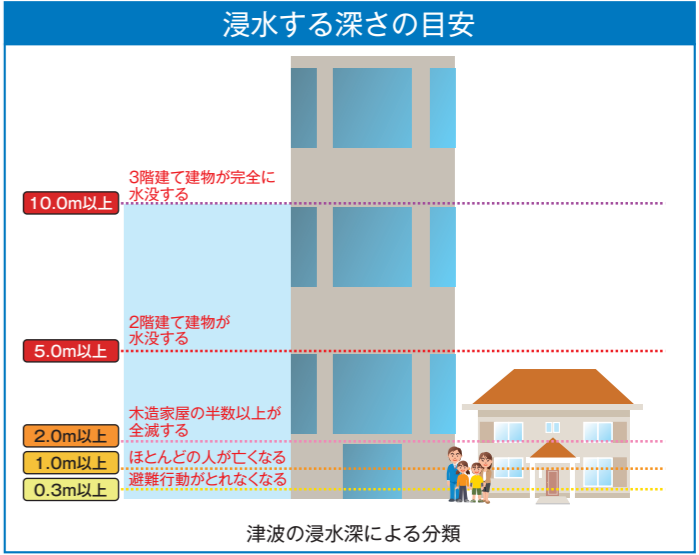 浸水する深さの目安
3階建て建物が完全に
水没する
10.0m以上
2階建て建物が
水没する
5.0m以上
木造家屋の半数以上が
全滅する
2.0m以上
ほとんどの人が亡くなる
1.0m以上
避難行動がとれなくなる
0.3m以上
津波の浸水深による分類